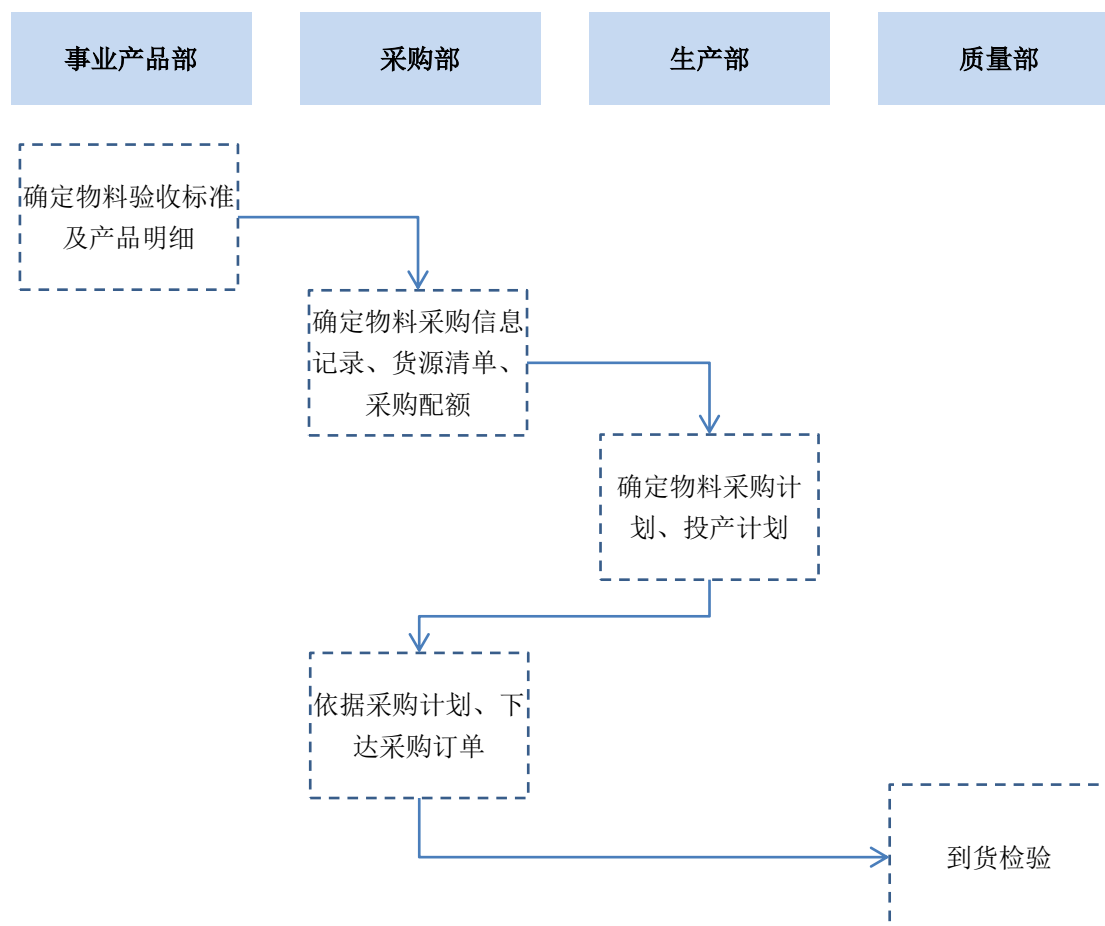 事业产品部
采购部
生产部
质量部
确定物料验收标准
及产品明细
确定物料采购信息
记录、货源清单、
采购配额
确定物料采购计
划、投产计划
依据采购计划、下
达采购订单
到货检验